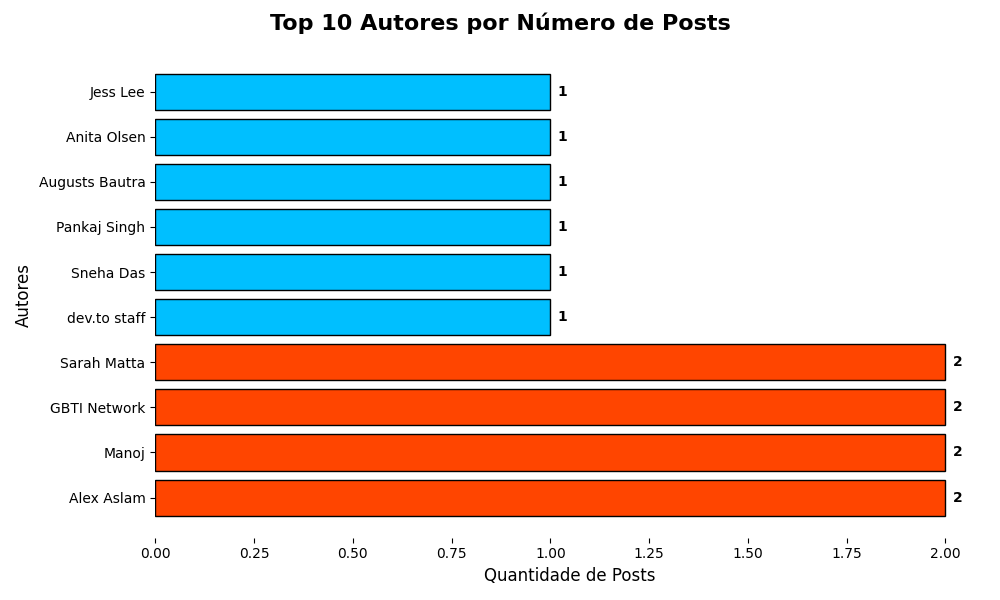 Top 10 Autores por Número de Posts
Jess Lee 1
Anita Olsen 1
Augusts Bautra 1
Pankaj Singh 1
Sneha Das 1
dev.to staff 1
Sarah Matta 2
GBTI Network 2
Manoj 2
Alex Aslam 2
Autores
0.00 0.25 0.50 0.75 1.00 1.25 1.50 1.75 2.00
Quantidade de Posts